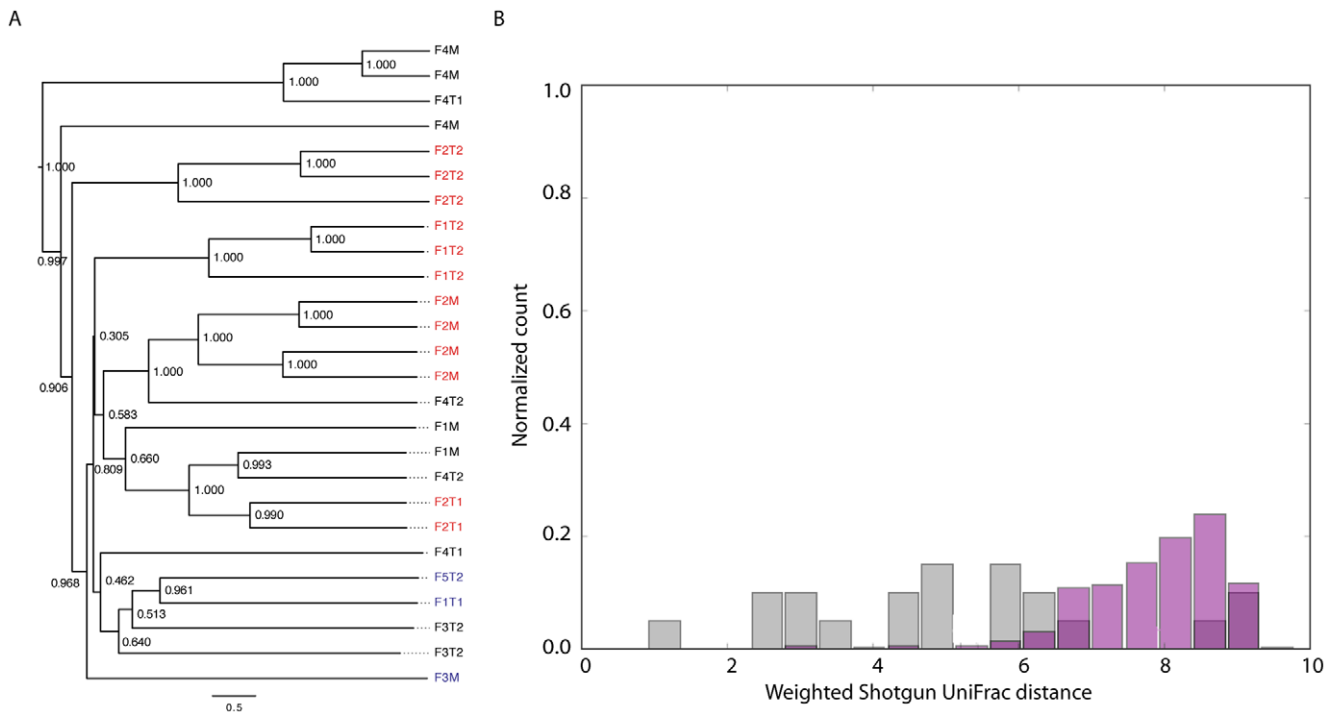 A
F4M
1.000
F4M
1.000
F4T1
F4M
F2T2
1.000
1.000
F2T2
1.000
F2T2
F1T2
1.000
F1T2
1.000
0.997
F1T2
F2M
1.000
F2M
0.305
1.000
F2M
1.000
1.000
F2M
0.906
F4T2
0.583
F1M
F1M
0.660
0.993
0.809
F4T2
1.000
F2T1
0.990
F2T1
F4T1
0.968
0.462
F5T2
0.961
F1T1
0.513
F3T2
0.640
F3T2
F3M
0.5
B
1.0
0.8
0.6
0.4
0.2
0.0
Normalized count
0 2 4 6 8 10
Weighted Shotgun UniFrac distance